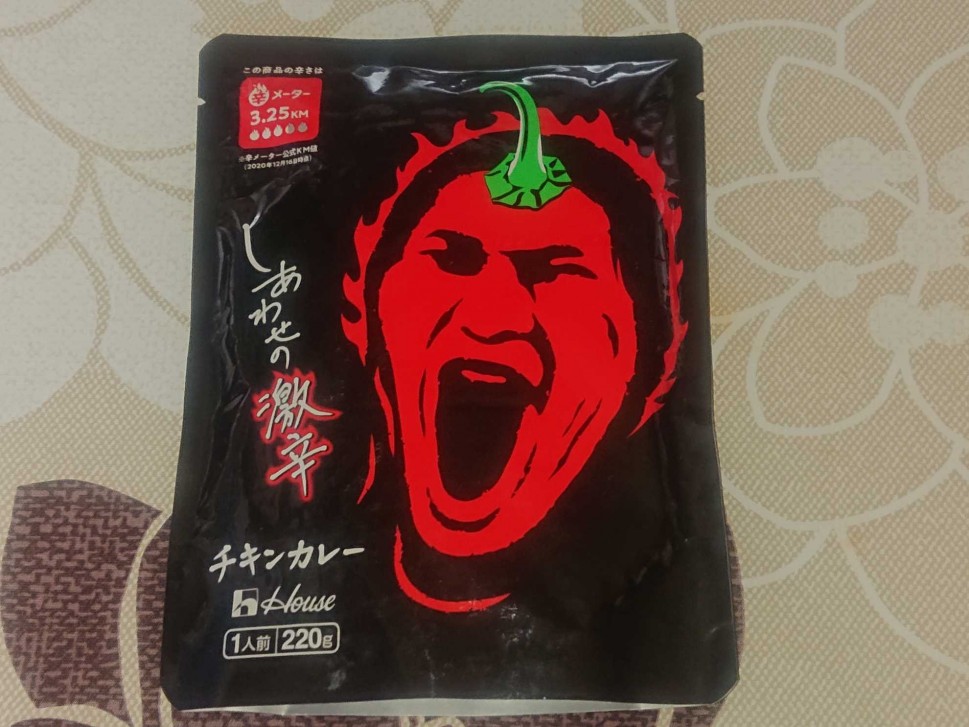 この商品の辛さは
辛メーター
3.25KM
※辛メーター公式KM値
(2020年12月16日時点)
しあわせの激辛
チキンカレー
House
1人前 220g